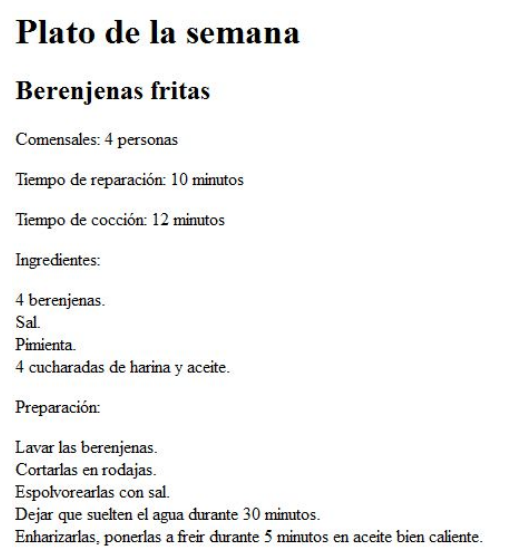 Plato de la semana
Berenjenas fritas
Comensales: 4 personas
Tiempo de reparación: 10 minutos
Tiempo de cocción: 12 minutos
Ingredientes:
4 berenjenas.
Sal.
Pimienta.
4 cucharadas de harina y aceite.
Preparación:
Lavar las berenjenas.
Cortarlas en rodajas.
Espolvorearlas con sal.
Dejar que suelten el agua durante 30 minutos.
Enharizarlas, ponerlas a freir durante 5 minutos en aceite bien caliente.